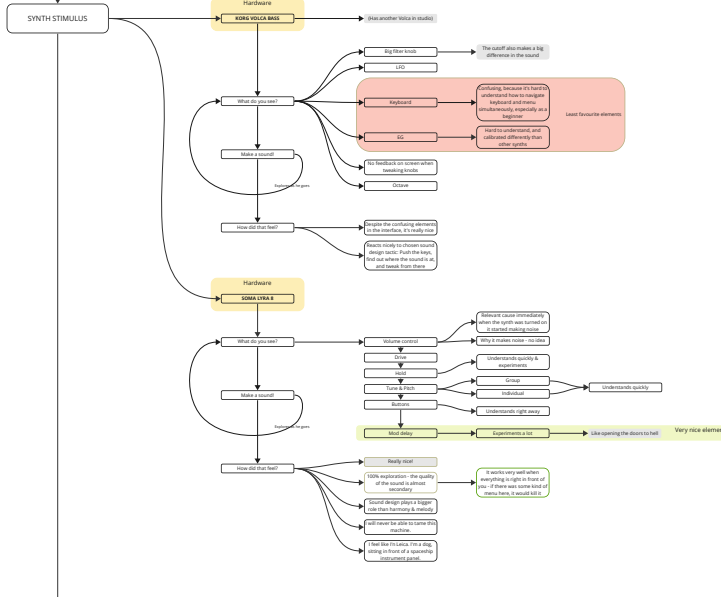 SYNTH STIMULUS
Hardware
KORG VOLCA BASS
(Has another Volca in studio)
What do you see?
Big filter knob
The cutoff also makes a big
difference in the sound
LFO
Keyboard
Confusing, because it's hard to
understand how to navigate
keyboard and menu
simultaneously, especially as a
beginner
Least favourite elements
EG
Hard to understand, and
calibrated differently than
other synths
No feedback on screen when
tweaking knobs
Octave
Make a sound!
Explores as he goes
How did that feel?
Despite the confusing elements
in the interface, it's really nice
Reacts nicely to chosen sound
design tactic: Push the keys,
find out where the sound is at,
and tweak from there
Hardware
SOMA LYRA 8
What do you see?
Volume control
Relevant cause immediately
when the synth was turned on
it started making noise
Why it makes noise - no idea
Drive
Hold
Understands quickly &
experiments
Tune & Pitch
Group
Individual
Understands quickly
Buttons
Understands right away
Mod delay
Experiments a lot
Like opening the doors to hell
Very nice eleme
Make a sound!
Explores as he goes
How did that feel?
Really nice!
100% exploration - the quality
of the sound is almost
secondary
It works very well when
everything is right in front of
you - if there was some kind of
menu here, it would kill it
Sound design plays a bigger
role than harmony & melody
I will never be able to tame this
machine.
I feel like I'n Leica. I'm a dog,
sitting in front of a spaceship
instrument panel.